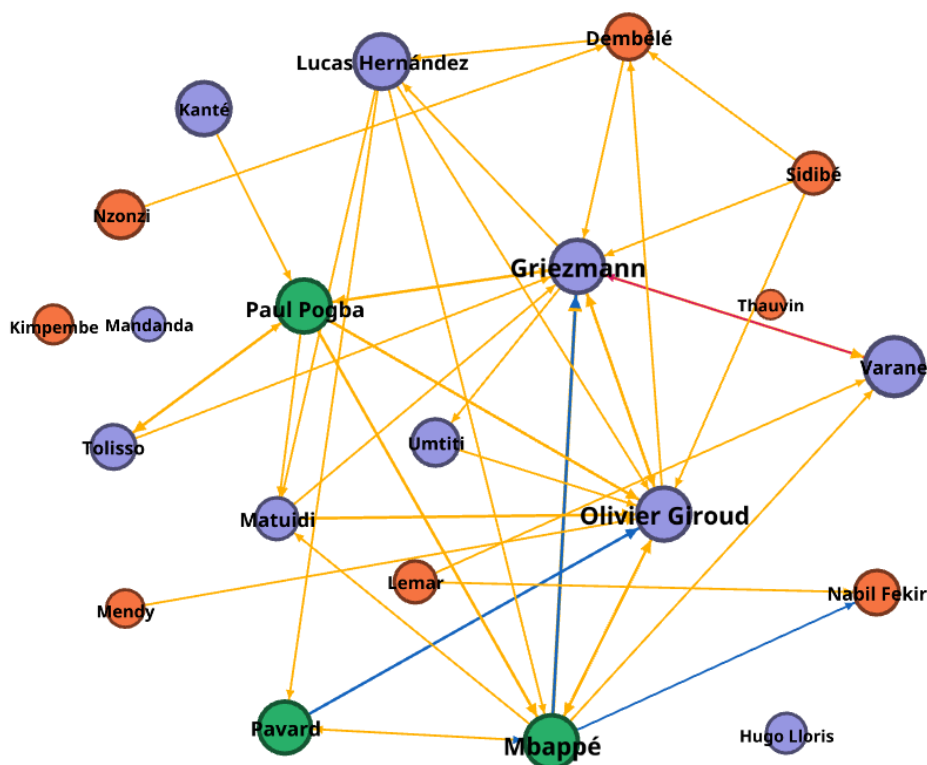 Dembélé
Lucas Hernández
Kanté
Sidibé
Nzonzi
Griezmann
Thauvin
Paul Pogba
Kimpembe
Mandanda
Varane
Umtiti
Tolisso
Olivier Giroud
Matuidi
Lemar
Nabil Fekir
Mendy
Pavard
Hugo Lloris
Mbappé